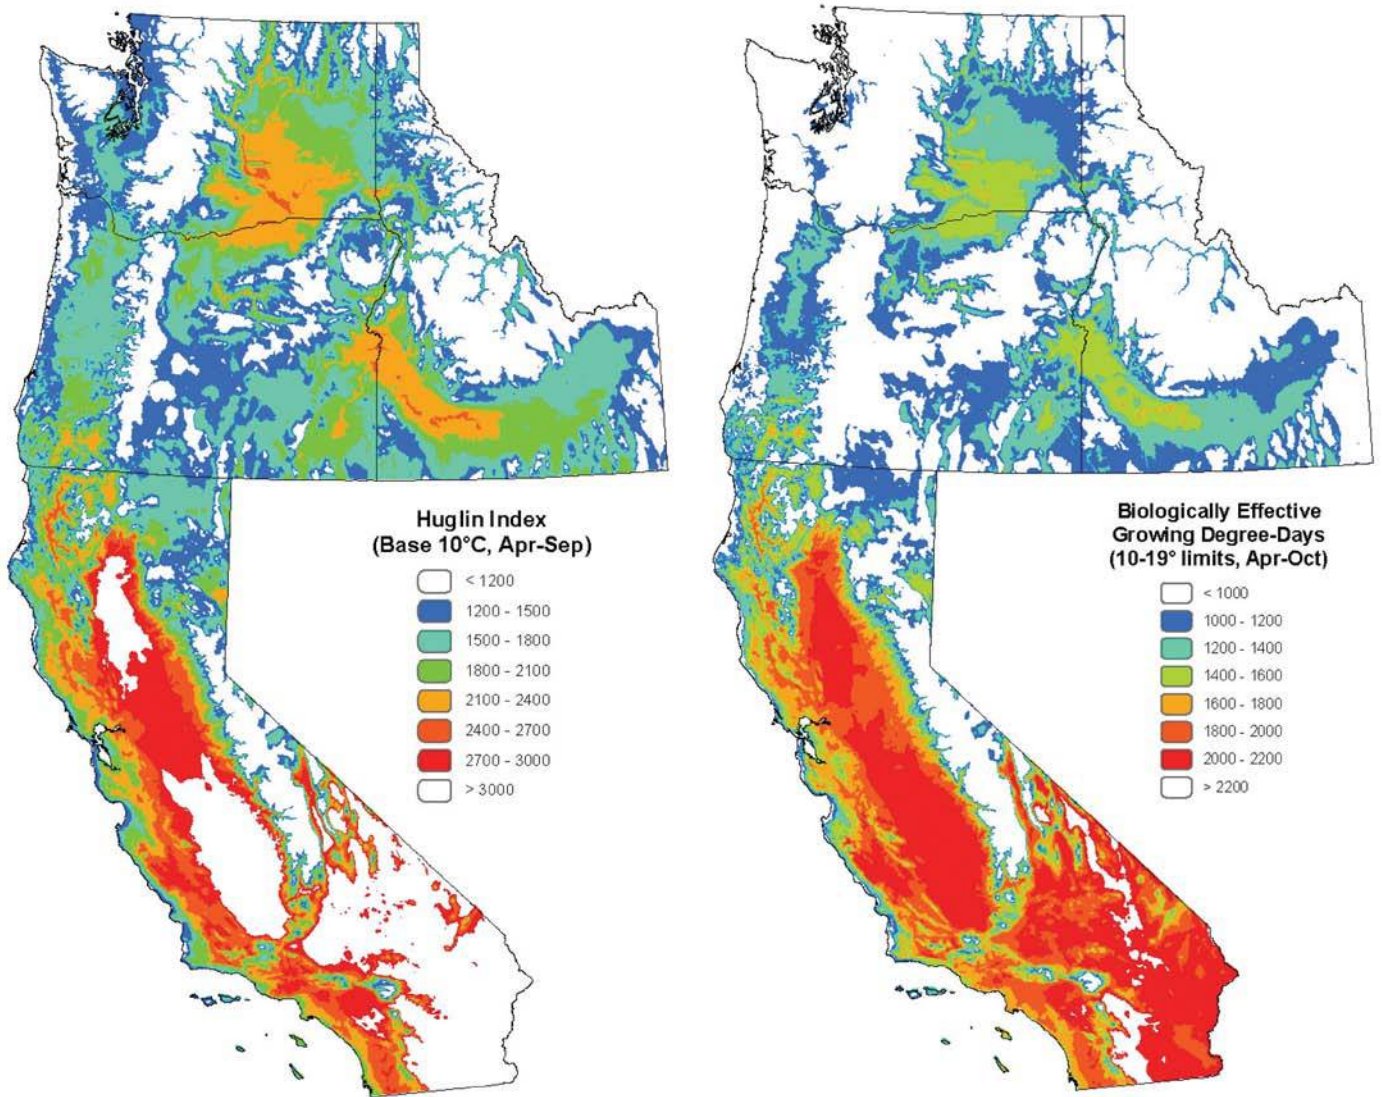 Huglin Index
(Base 10°C, Apr-Sep)
< 1200
1200 - 1500
1500 - 1800
1800 - 2100
2100 - 2400
2400 - 2700
2700 - 3000
> 3000
Biologically Effective
Growing Degree-Days
(10-19° limits, Apr-Oct)
< 1000
1000 - 1200
1200 - 1400
1400 - 1600
1600 - 1800
1800 - 2000
2000 - 2200
> 2200